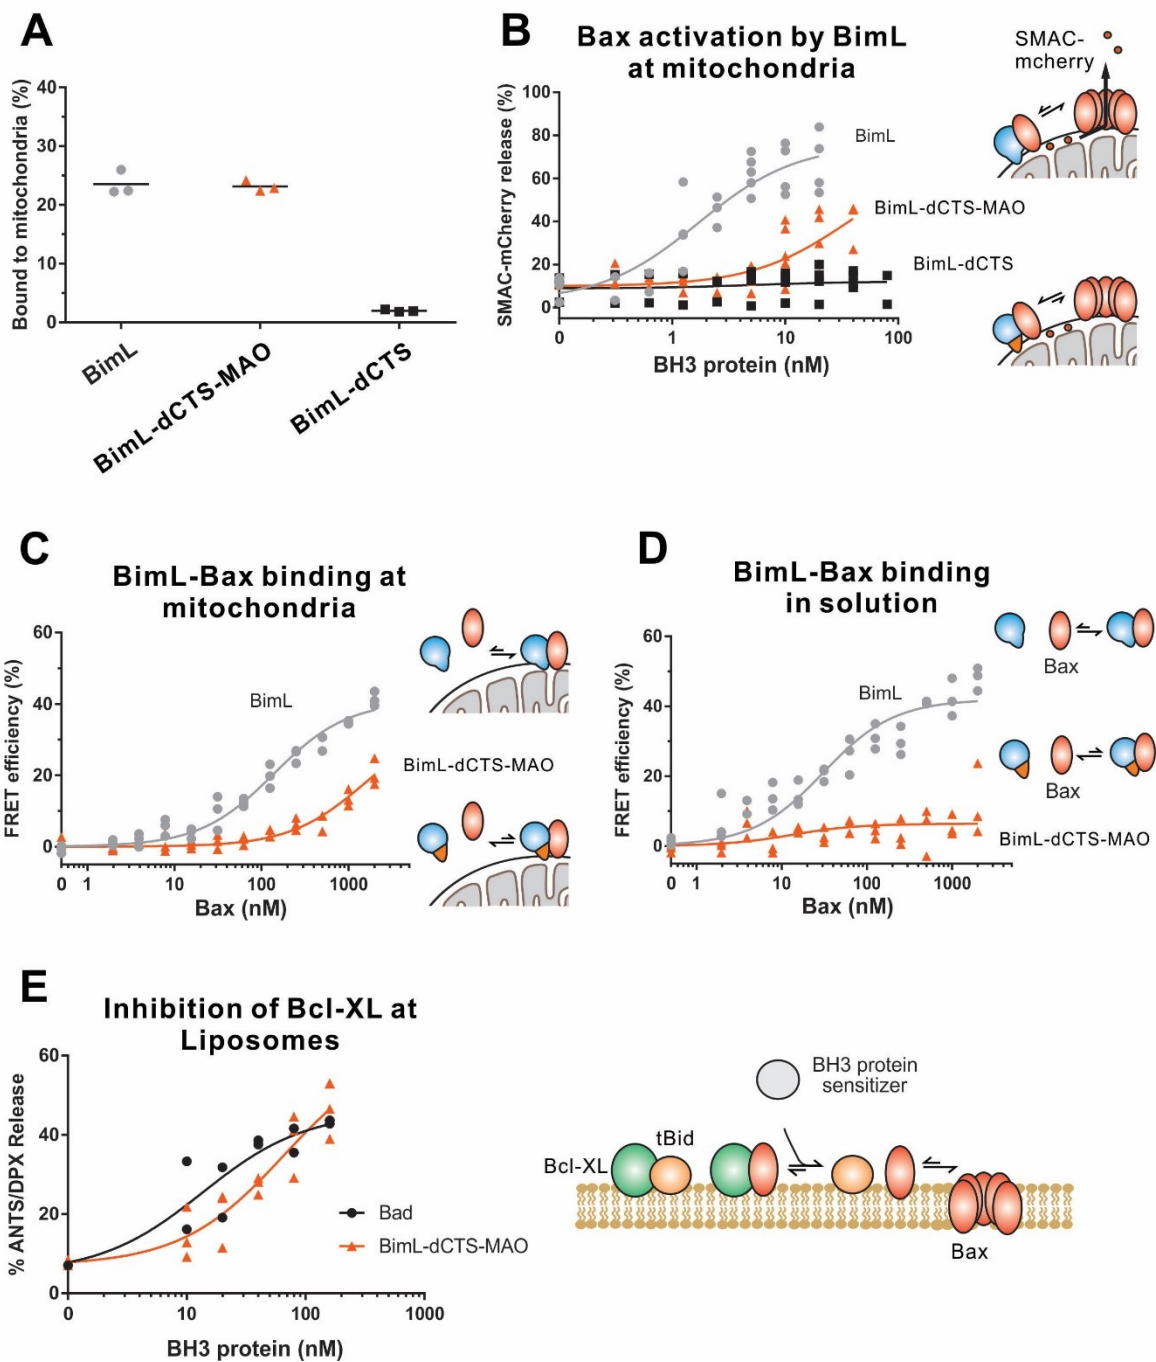 A
Bound to mitochondria (%)
40
30
20
10
0
BimL
BimL-dCTS-MAO
BimL-dCTS
B
Bax activation by BimL
at mitochondria
SMAC-mCherry release (%)
100
80
60
40
20
0
0
1
10
100
BH3 protein (nM)
BimL
BimL-dCTS-MAO
BimL-dCTS
SMAC-
mcherry
C
BimL-Bax binding at
mitochondria
FRET efficiency (%)
60
40
20
0
0
1
10
100
1000
Bax (nM)
BimL
BimL-dCTS-MAO
D
BimL-Bax binding
in solution
FRET efficiency (%)
60
40
20
0
0
1
10
100
1000
Bax (nM)
BimL
Bax
Bax
BimL-dCTS-MAO
E
Inhibition of Bcl-XL at
Liposomes
% ANTS/DPX Release
60
40
20
0
0
10
100
1000
BH3 protein (nM)
Bad
BimL-dCTS-MAO
BH3 protein
sensitizer
tBid
Bcl-XL
Bax